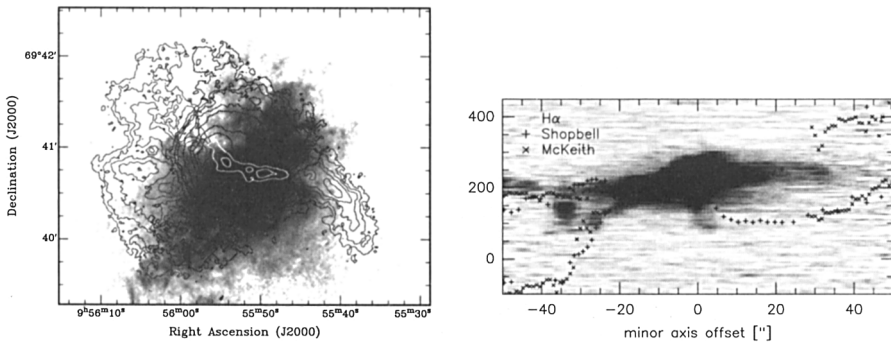 69°42′
41′
40′
Declination (J2000)
9ʰ56ᵐ10ˢ
56ᵐ00ˢ
55ᵐ50ˢ
55ᵐ40ˢ
55ᵐ30ˢ
Right Ascension (J2000)
400
200
0
Hα
+ Shopbell
× McKeith
−40
−20
0
20
40
minor axis offset ["]